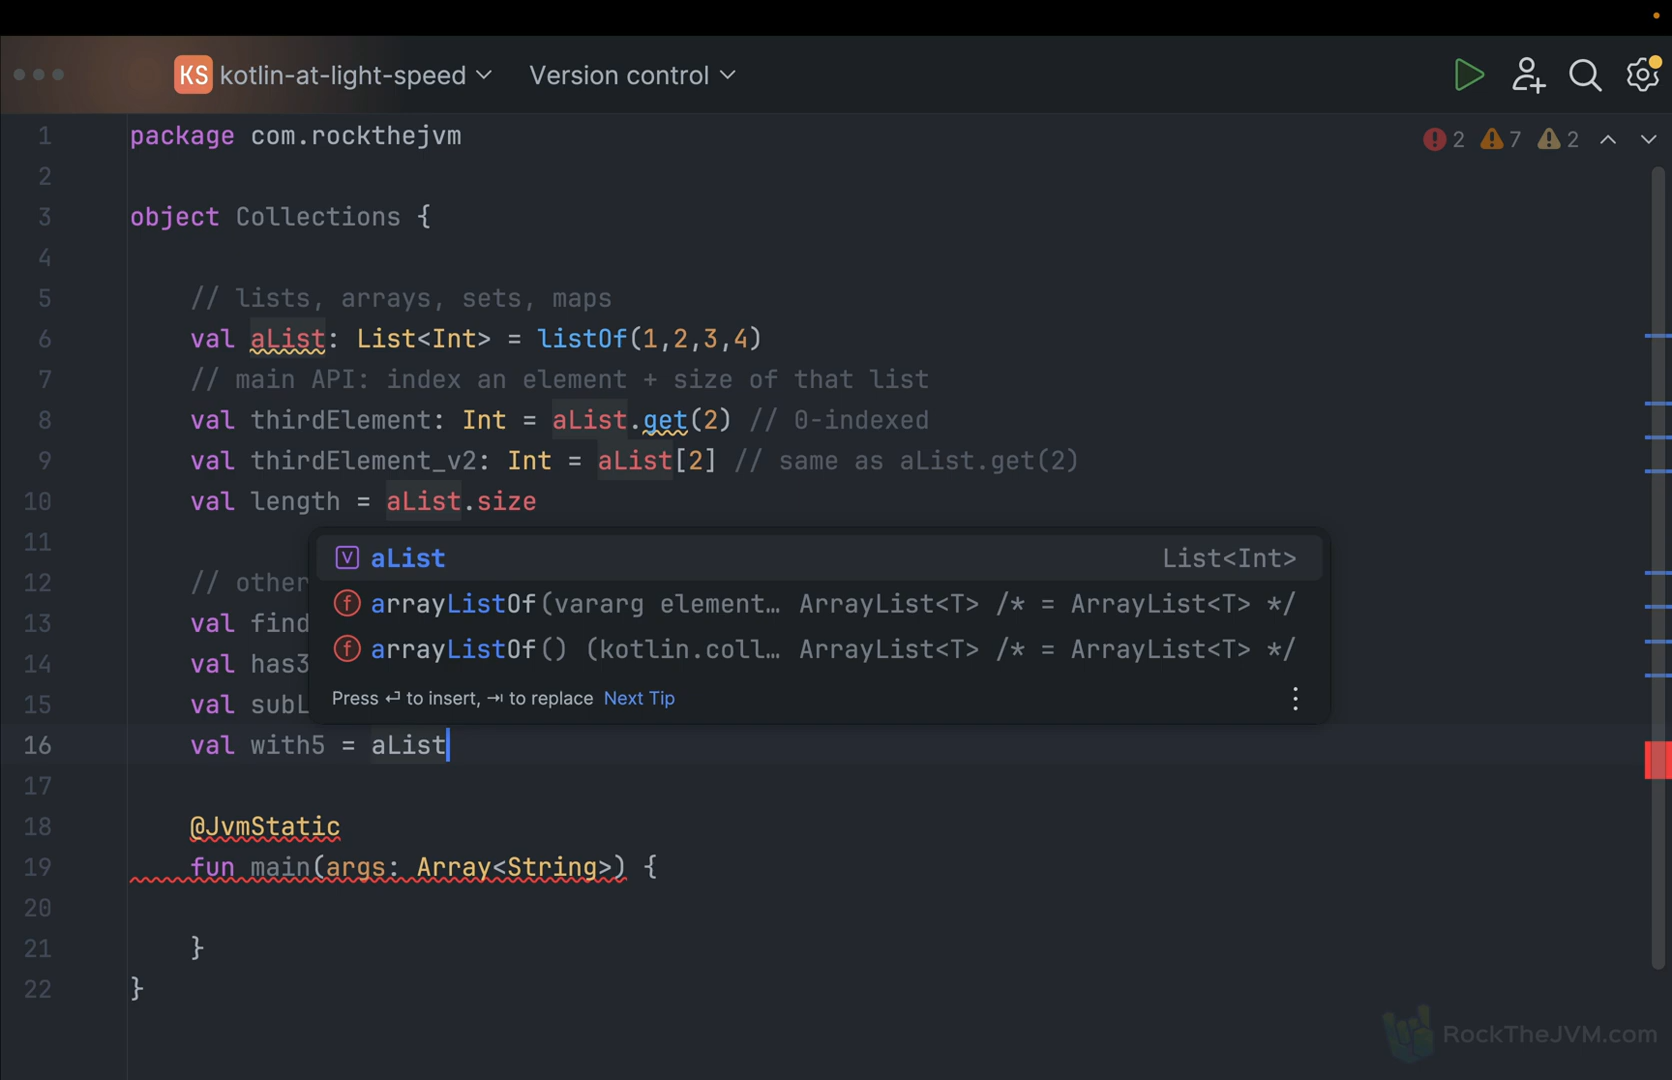 KS kotlin-at-light-speed Version control
2 7 2
1 package com.rockthejvm
2
3 object Collections {
4
5 // lists, arrays, sets, maps
6 val aList: List<Int> = listOf(1,2,3,4)
7 // main API: index an element + size of that list
8 val thirdElement: Int = aList.get(2) // 0-indexed
9 val thirdElement_v2: Int = aList[2] // same as aList.get(2)
10 val length = aList.size
11
V aList List<Int>
12 // other
f arrayListOf(vararg element… ArrayList<T> /* = ArrayList<T> */
13 val find
f arrayListOf() (kotlin.coll… ArrayList<T> /* = ArrayList<T> */
14 val has3
Press ↵ to insert, ⇥ to replace Next Tip
15 val subL
16 val with5 = aList
17
18 @JvmStatic
19 fun main(args: Array<String>) {
20
21 }
22 }
RockTheJVM.com